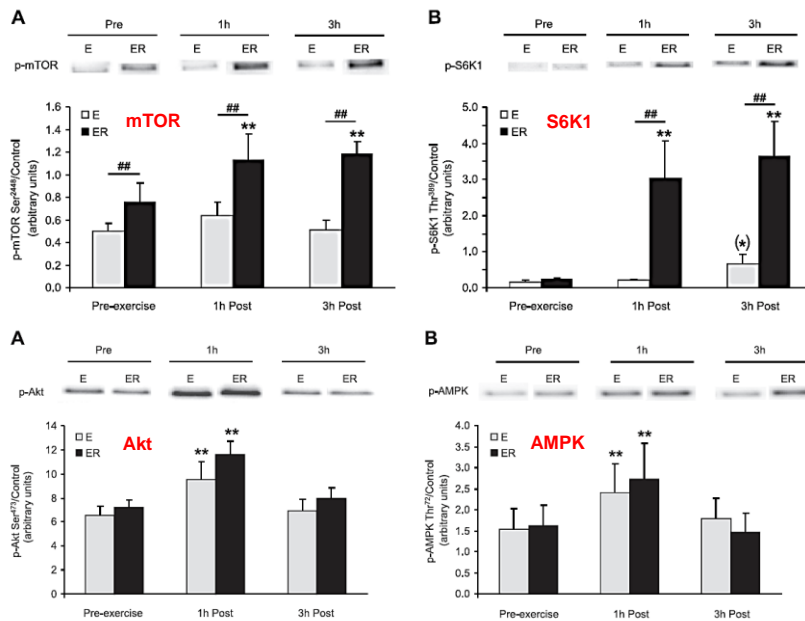 A
Pre 1h 3h
E ER E ER E ER
p-mTOR
p-mTOR Ser2448/Control
(arbitrary units)
1.6
1.4
1.2
1.0
0.8
0.6
0.4
0.2
0.0
mTOR
E
ER
##
##
**
##
**
Pre-exercise 1h Post 3h Post
B
Pre 1h 3h
E ER E ER E ER
p-S6K1
p-S6K1 Thr389/Control
(arbitrary units)
5.0
4.0
3.0
2.0
1.0
0.0
E
ER
S6K1
##
**
##
**
(*)
Pre-exercise 1h Post 3h Post
A
Pre 1h 3h
E ER E ER E ER
p-Akt
p-Akt Ser473/Control
(arbitrary units)
14
12
10
8
6
4
2
0
E
ER
Akt
**
**
Pre-exercise 1h Post 3h Post
B
Pre 1h 3h
E ER E ER E ER
p-AMPK
p-AMPK Thr72/Control
(arbitrary units)
4.0
3.5
3.0
2.5
2.0
1.5
1.0
0.5
0.0
E
ER
AMPK
**
**
Pre-exercise 1h Post 3h Post